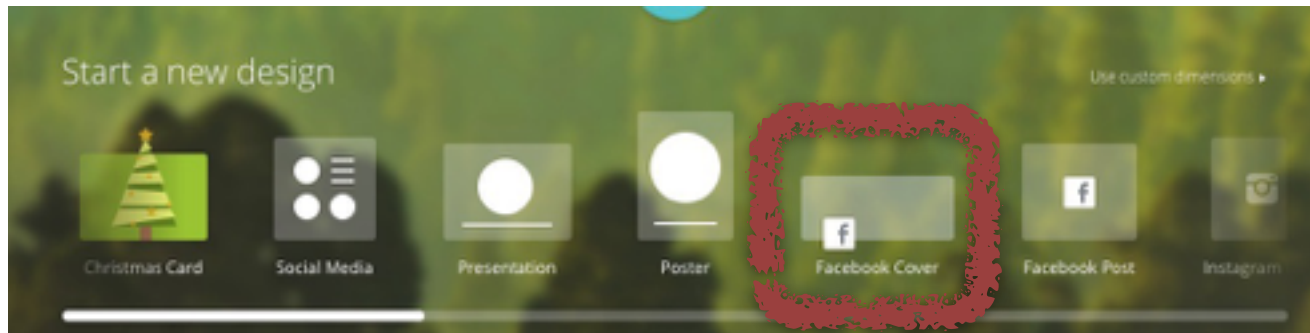 Start a new design
Use custom dimensions
Christmas Card
Social Media
Presentation
Poster
Facebook Cover
Facebook Post
Instagram